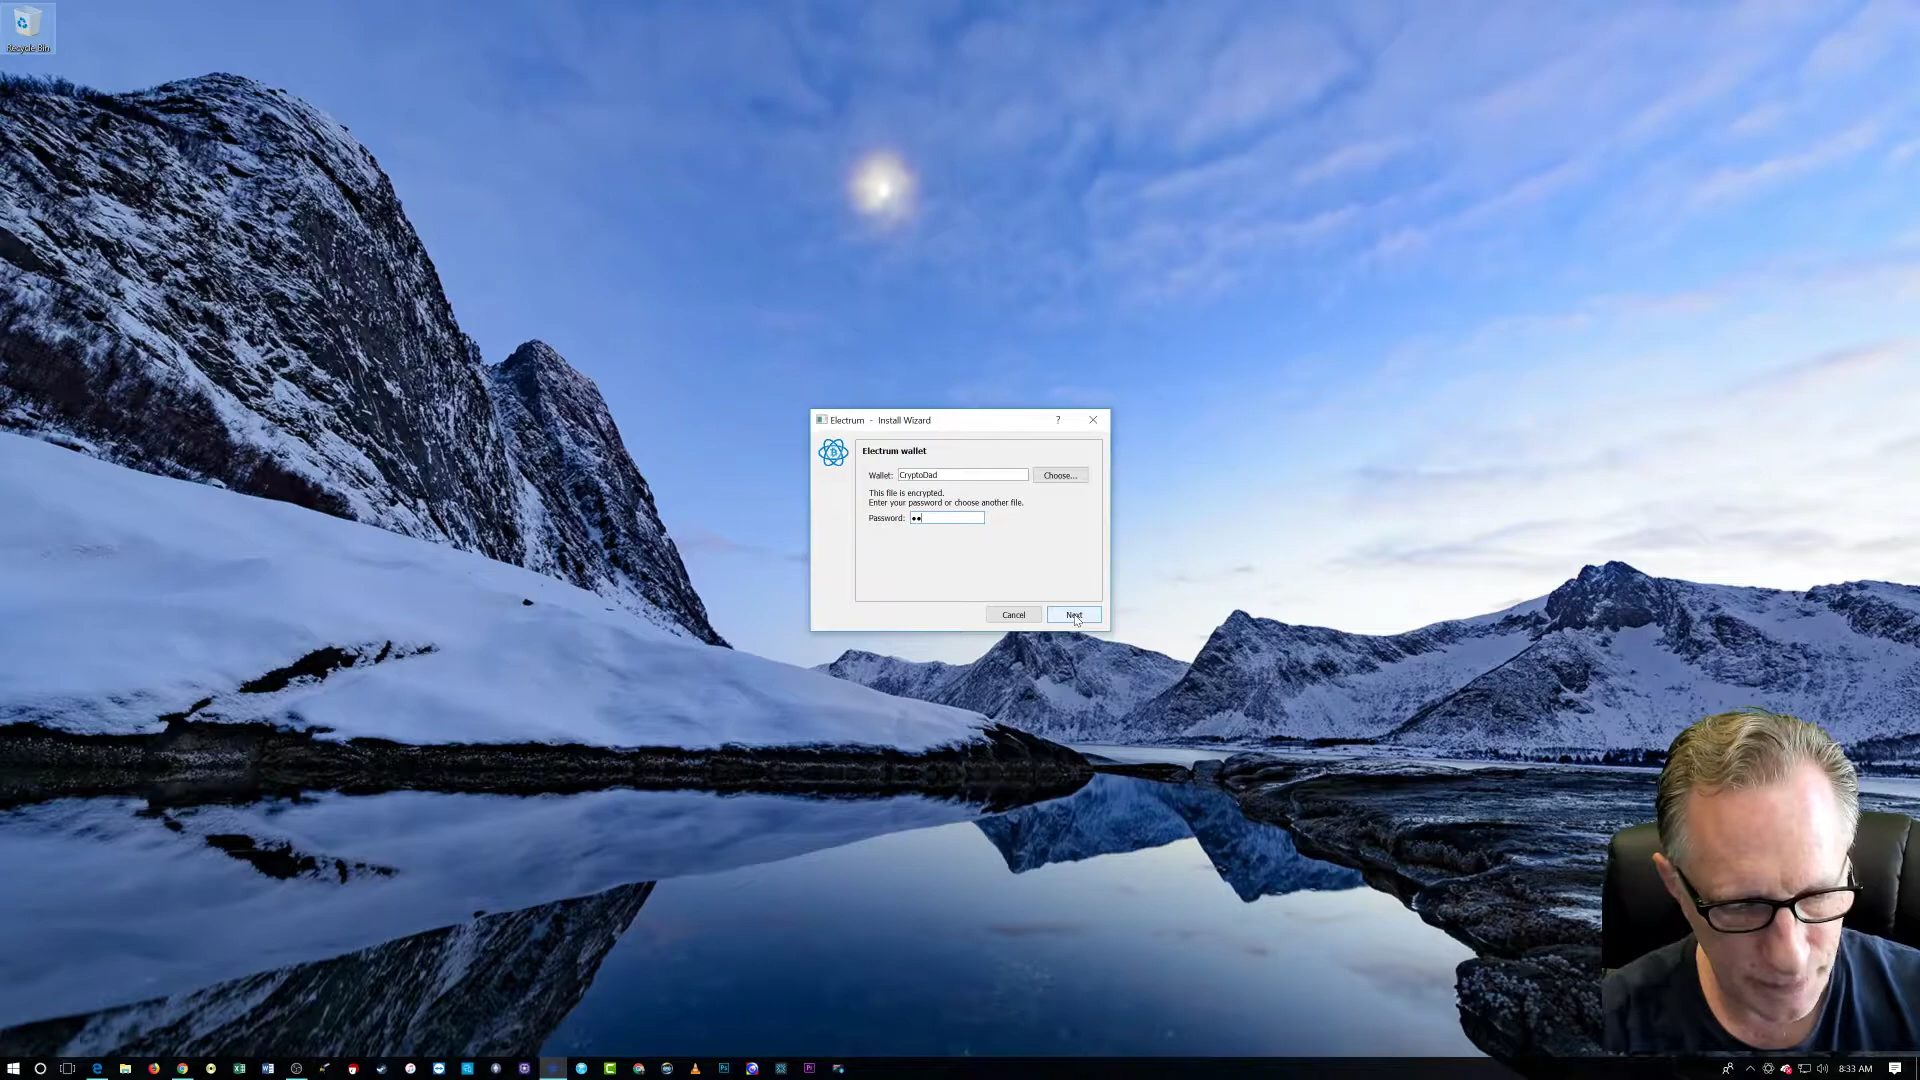 Recycle Bin
Electrum - Install Wizard
?
Electrum wallet
Wallet: CryptoDad
Choose...
This file is encrypted.
Enter your password or choose another file.
Password: ●●
Cancel
Next
8:33 AM